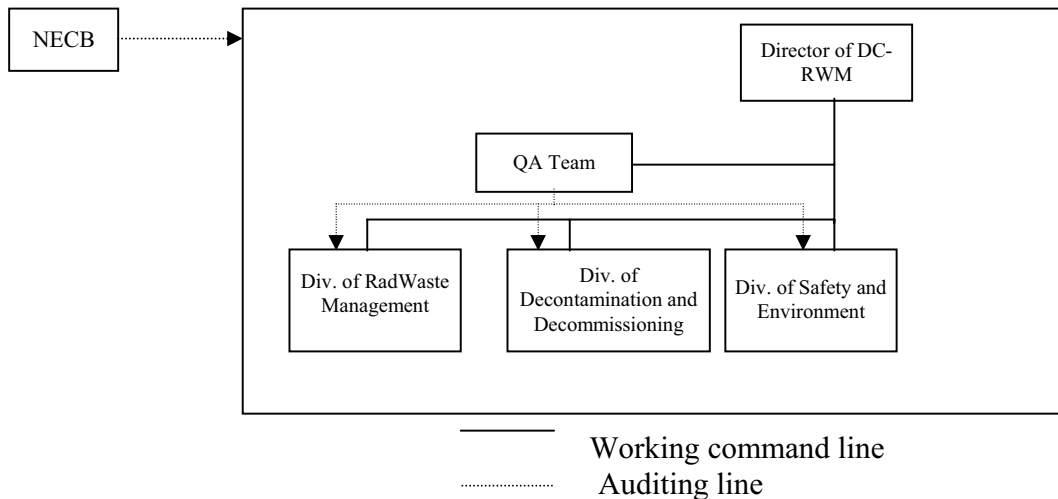 NECB
Director of DC-
RWM
QA Team
Div. of RadWaste
Management
Div. of
Decontamination and
Decommissioning
Div. of Safety and
Environment
Working command line
Auditing line